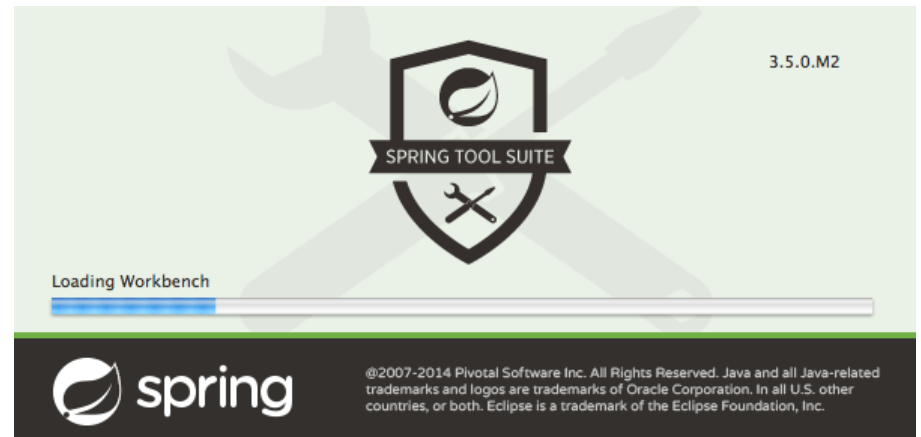 3.5.0.M2
SPRING TOOL SUITE
Loading Workbench
spring
@2007-2014 Pivotal Software Inc. All Rights Reserved. Java and all Java-related
trademarks and logos are trademarks of Oracle Corporation. In all U.S. other
countries, or both. Eclipse is a trademark of the Eclipse Foundation, Inc.